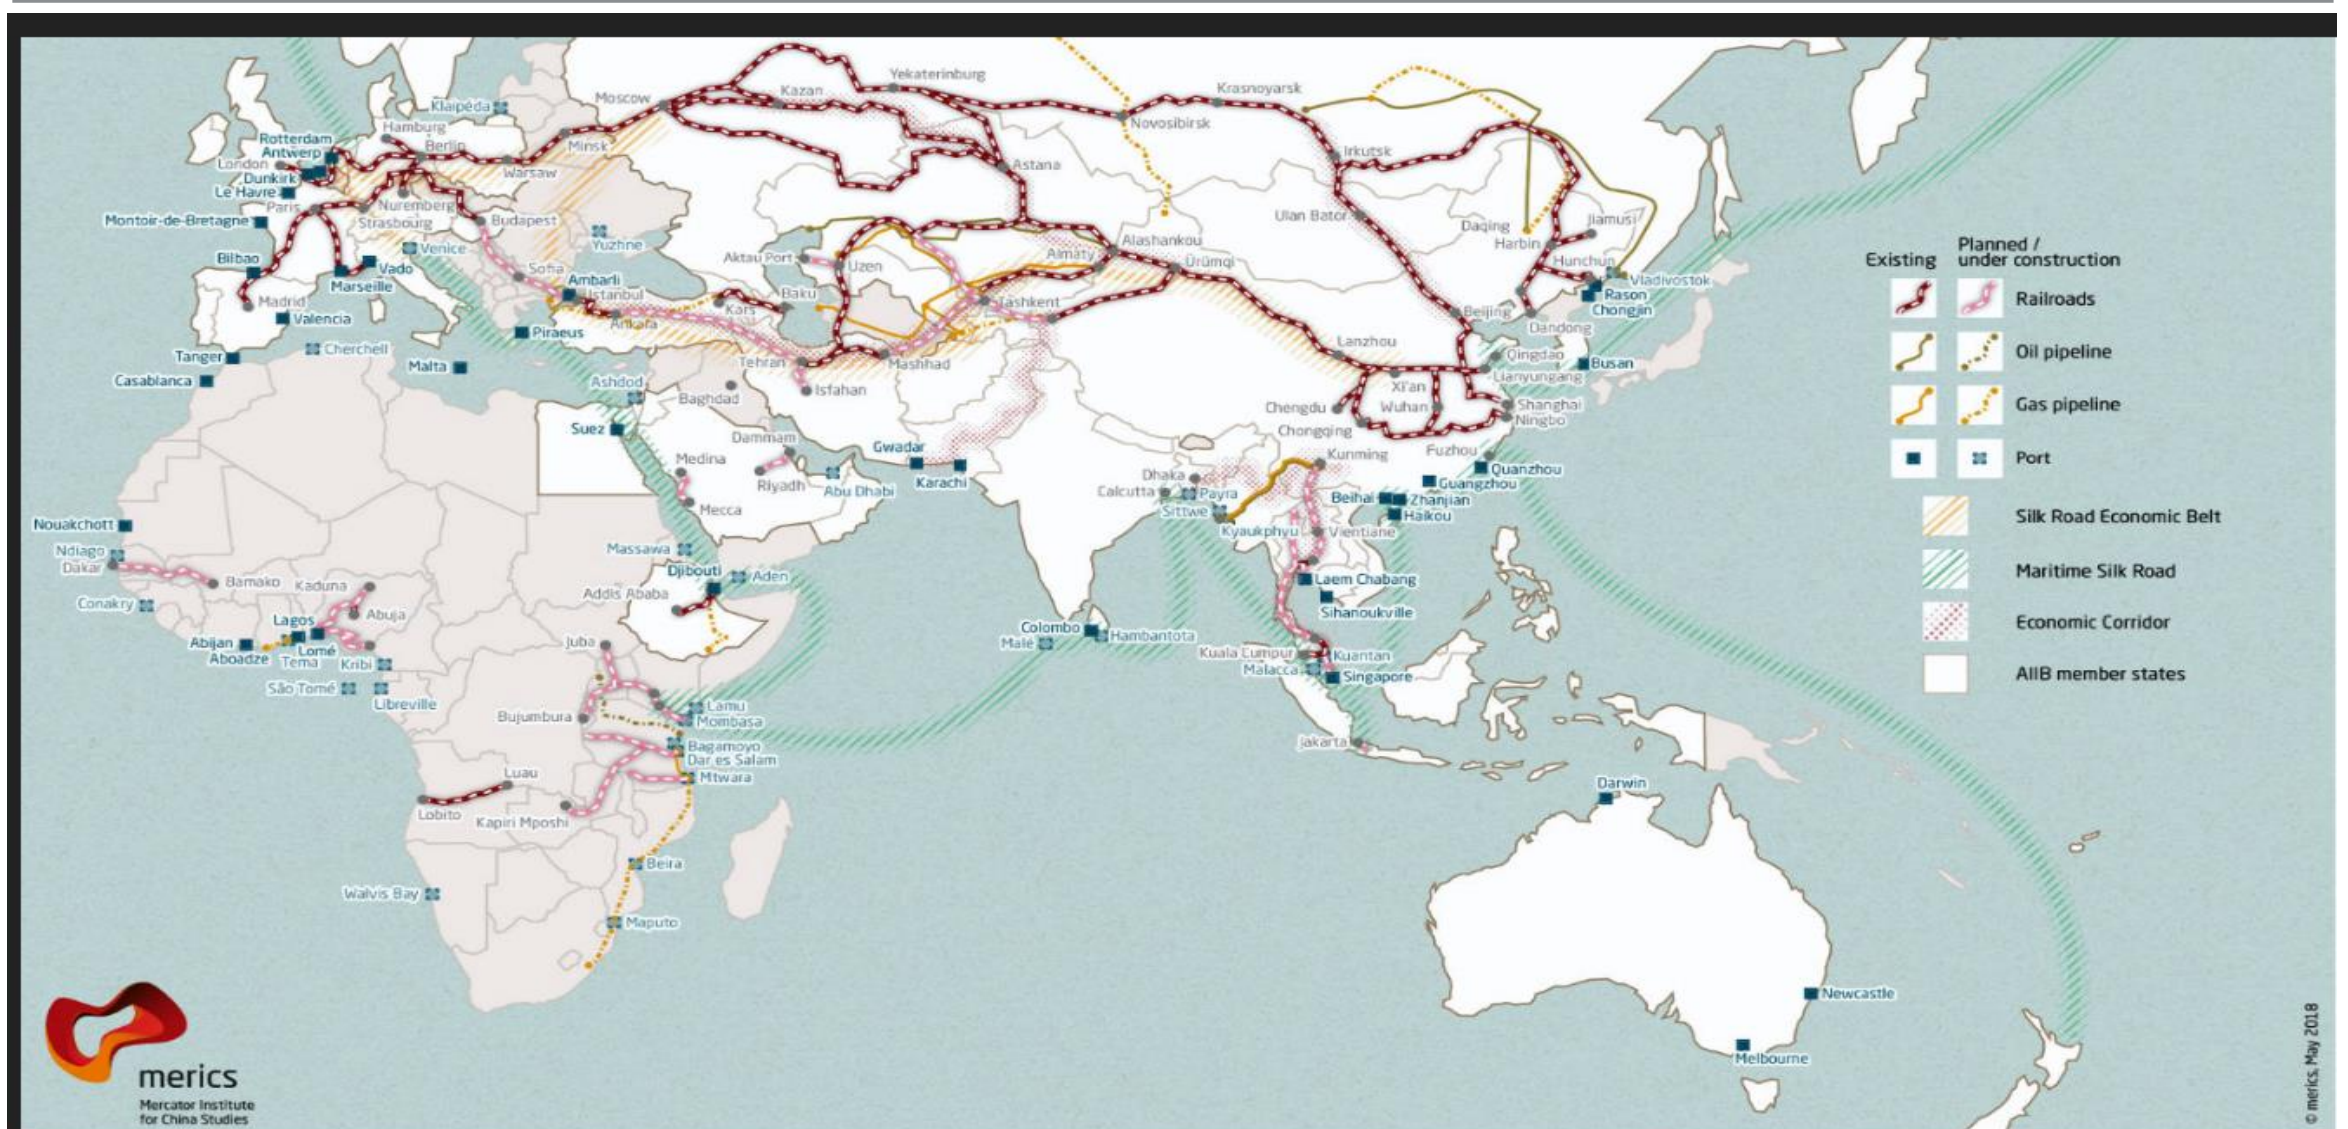 Yekaterinburg
Krasnoyarsk
Kazan
Moscow
Klaipėda
Novosibirsk
Hamburg
Rotterdam
Antwerp
Berlin
Minsk
Irkutsk
London
Astana
Dunkirk
Warsaw
Le Havre
Paris
Nuremberg
Montoir-de-Bretagne
Strasbourg
Budapest
Ulan Bator
Daqing
Jiamusi
Yuzhne
Venice
Alashankou
Harbin
Bilbao
Aktau Port
Uzen
Almaty
Ürümqi
Hunchun
Vado
Sofia
Ambarli
Vladivostok
Marseille
Istanbul
Baku
Tashkent
Rason
Madrid
Kars
Beijing
Chongjin
Valencia
Ankara
Dandong
Piraeus
Lanzhou
Cherchell
Tanger
Tehran
Mashhad
Qingdao
Malta
Busan
Casablanca
Ashdod
Isfahan
Lianyungang
Baghdad
Xi'an
Chengdu
Wuhan
Shanghai
Suez
Ningbo
Chongqing
Dammam
Gwadar
Medina
Kunming
Fuzhou
Riyadh
Abu Dhabi
Karachi
Dhaka
Quanzhou
Calcutta
Payra
Guangzhou
Mecca
Sittwe
Beihai
Zhanjian
Haikou
Nouakchott
Kyaukphyu
Vientiane
Ndiago
Massawa
Dakar
Djibouti
Aden
Bamako
Kaduna
Laem Chabang
Addis Ababa
Conakry
Abuja
Sihanoukville
Lagos
Colombo
Hambantota
Abijan
Juba
Malé
Lomé
Aboadze
Tema
Kribi
Kuala Lumpur
Kuantan
Malacca
Singapore
São Tomé
Libreville
Lamu
Bujumbura
Mombasa
Jakarta
Bagamoyo
Dar es Salam
Luau
Mtwara
Darwin
Lobito
Kapiri Mposhi
Beira
Walvis Bay
Maputo
Newcastle
Melbourne
Existing
Planned /
under construction
Railroads
Oil pipeline
Gas pipeline
Port
Silk Road Economic Belt
Maritime Silk Road
Economic Corridor
AIIB member states
merics
Mercator Institute
for China Studies
© merics, May 2018